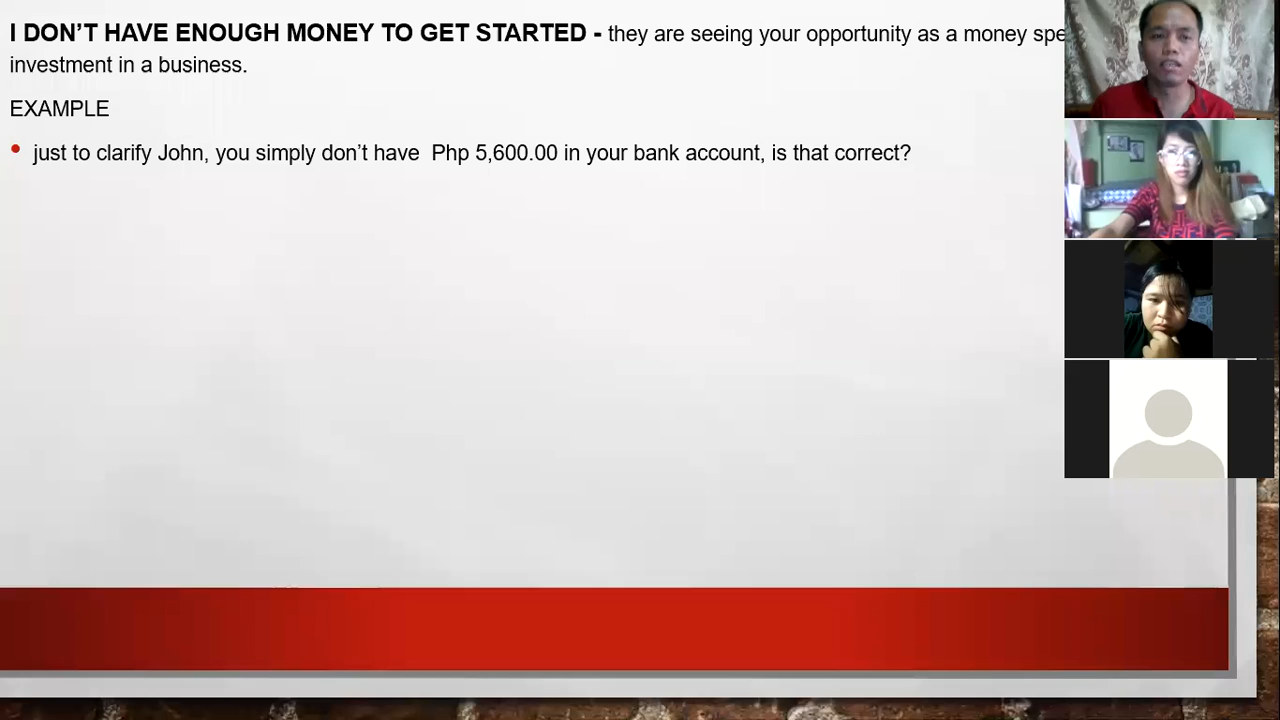 I DON’T HAVE ENOUGH MONEY TO GET STARTED - they are seeing your opportunity as a money
investment in a business.
EXAMPLE
• just to clarify John, you simply don’t have Php 5,600.00 in your bank account, is that correct?